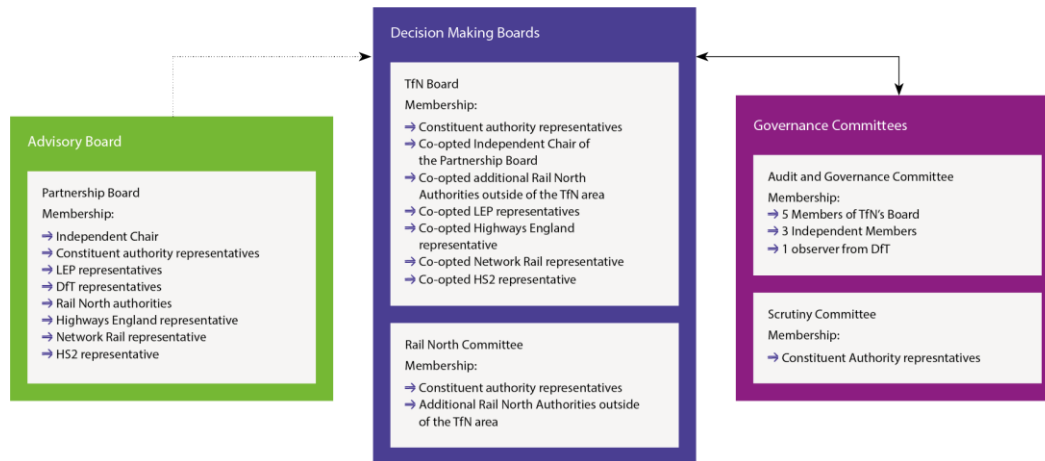 Advisory Board
Partnership Board
Membership:
→ Independent Chair
→ Constituent authority representatives
→ LEP representatives
→ DfT representatives
→ Rail North authorities
→ Highways England representative
→ Network Rail representative
→ HS2 representative
Decision Making Boards
TfN Board
Membership:
→ Constituent authority representatives
→ Co-opted Independent Chair of
the Partnership Board
→ Co-opted additional Rail North
Authorities outside of the TfN area
→ Co-opted LEP representatives
→ Co-opted Highways England
representative
→ Co-opted Network Rail representative
→ Co-opted HS2 representative
Rail North Committee
Membership:
→ Constituent authority representatives
→ Additional Rail North Authorities outside
of the TfN area
Governance Committees
Audit and Governance Committee
Membership:
→ 5 Members of TfN's Board
→ 3 Independent Members
→ 1 observer from DfT
Scrutiny Committee
Membership:
→ Constituent Authority represntatives